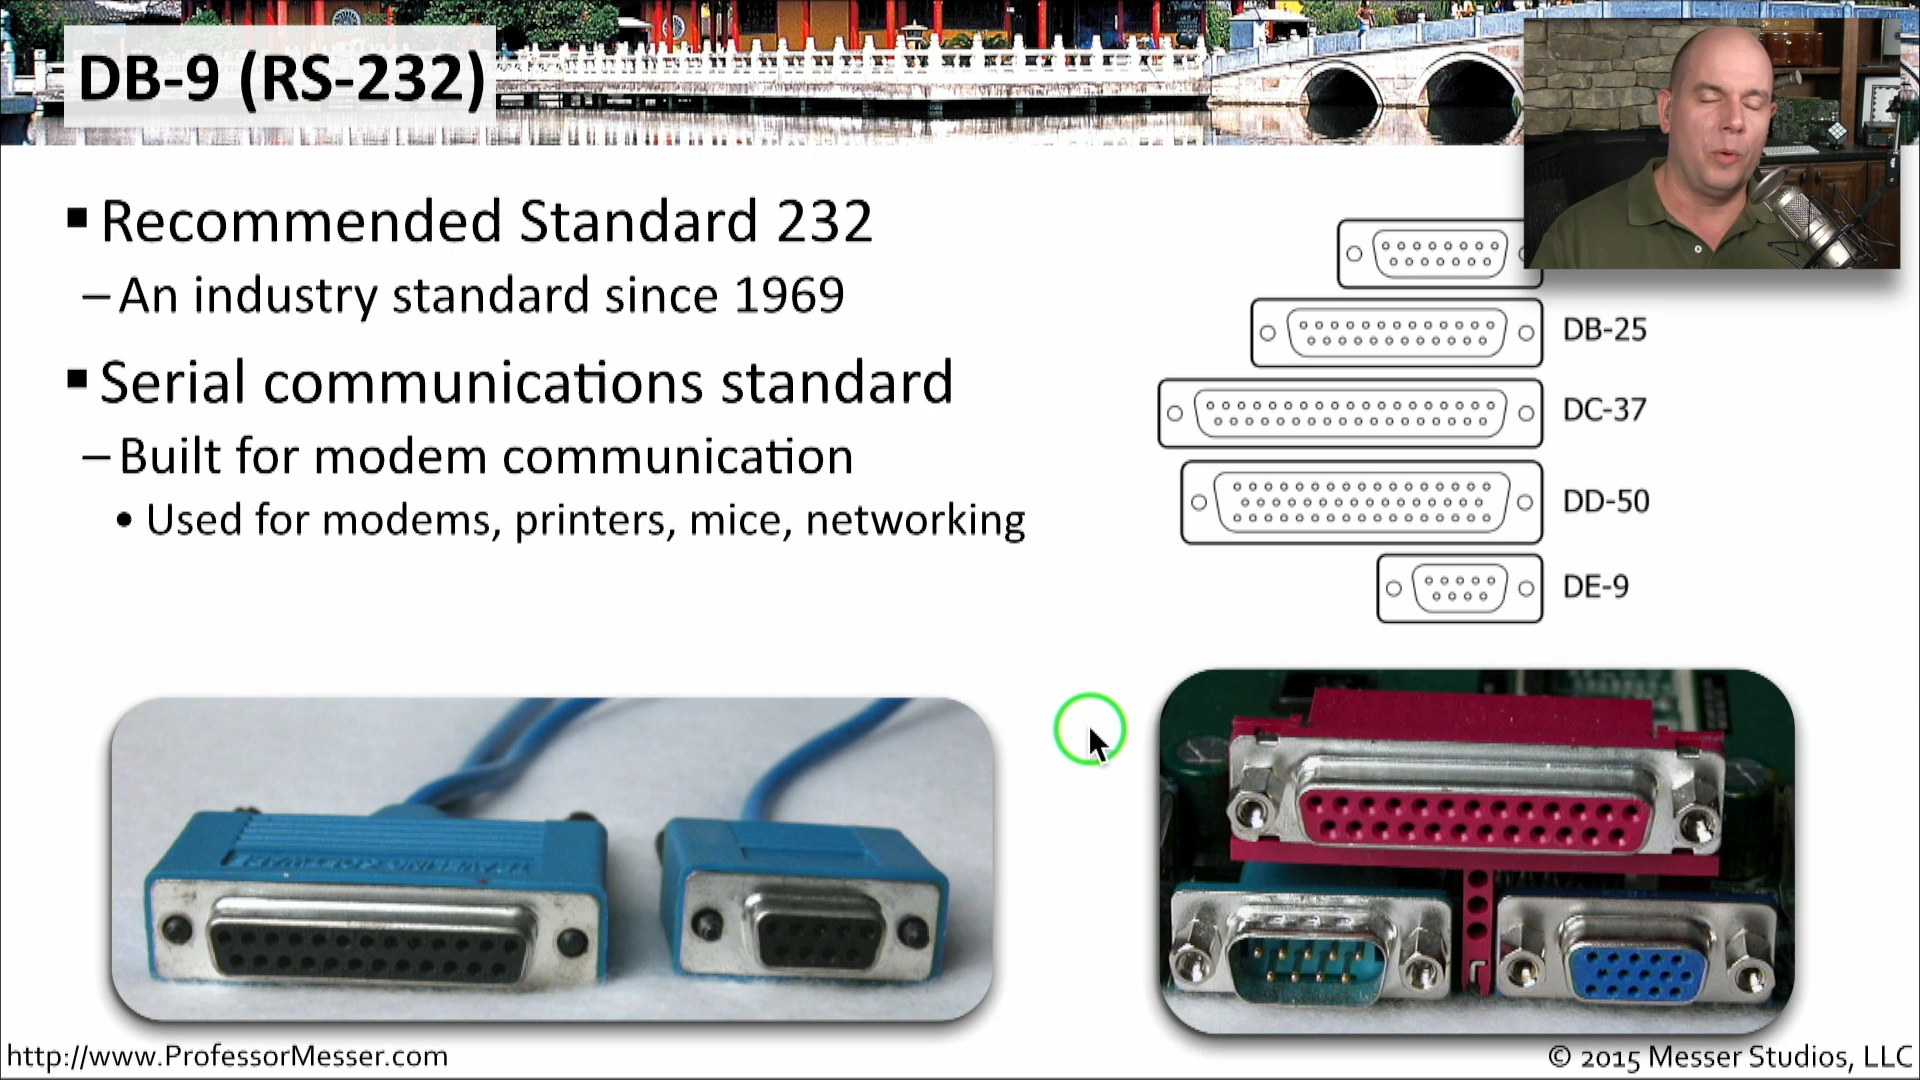 DB-9 (RS-232)
▪ Recommended Standard 232
– An industry standard since 1969
▪ Serial communications standard
– Built for modem communication
• Used for modems, printers, mice, networking
DB-25
DC-37
DD-50
DE-9
http://www.ProfessorMesser.com
© 2015 Messer Studios, LLC